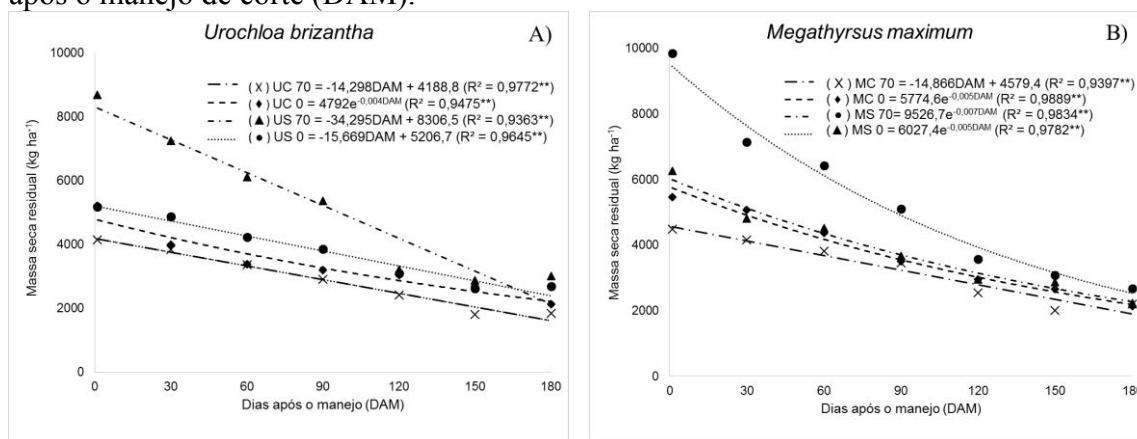 após o manejo de corte (DAM).
Urochloa brizantha
A)
(×) UC 70 = -14,298DAM + 4188,8 (R² = 0,9772**)
(♦) UC 0 = 4792e^-0,004DAM (R² = 0,9475**)
(▲) US 70 = -34,295DAM + 8306,5 (R² = 0,9363**)
(●) US 0 = -15,669DAM + 5206,7 (R² = 0,9645**)
Massa seca residual (kg ha⁻¹)
10000
8000
6000
4000
2000
0
0 30 60 90 120 150 180
Dias após o manejo (DAM)
Megathyrsus maximum
B)
(×) MC 70 = -14,866DAM + 4579,4 (R² = 0,9397**)
(♦) MC 0 = 5774,6e^-0,005DAM (R² = 0,9889**)
(●) MS 70= 9526,7e^-0,007DAM (R² = 0,9834**)
(▲) MS 0 = 6027,4e^-0,005DAM (R² = 0,9782**)
Massa seca residual (kg ha⁻¹)
10000
8000
6000
4000
2000
0
0 30 60 90 120 150 180
Dias após o manejo (DAM)